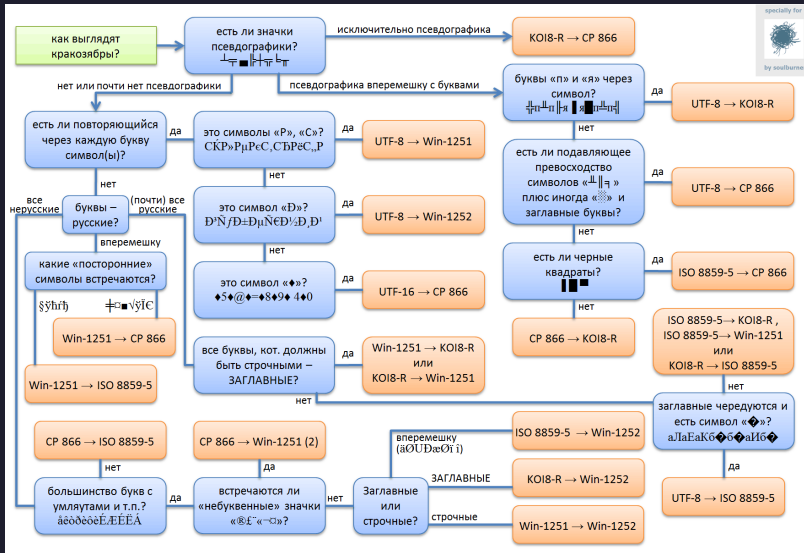 specially for
by soulburner
как выглядят
кракозябры?
есть ли значки
псевдографики?
исключительно псевдографика
KOI8-R → CP 866
нет или почти нет псевдографики
псевдографика вперемешку с буквами
буквы «п» и «я» через
символ?
да
UTF-8 → KOI8-R
нет
есть ли повторяющийся
через каждую букву
символ(ы)?
да
это символы «Р», «С»?
да
UTF-8 → Win-1251
нет
есть ли подавляющее
превосходство
символов «╨ ╟ ╕»
плюс иногда «░» и
заглавные буквы?
да
UTF-8 → CP 866
нет
нет
все
нерусские
буквы –
русские?
(почти) все
русские
это символ «Ð»?
да
UTF-8 → Win-1252
нет
вперемешку
какие «посторонние»
символы встречаются?
§ÿћѓђ
╪¤■√ўЇЄ
это символ «♦»?
♦5♦@♦=♦8♦9♦ 4♦0
да
UTF-16 → CP 866
есть ли черные
квадраты?
да
ISO 8859-5 → CP 866
нет
CP 866 → KOI8-R
Win-1251 → CP 866
Win-1251 → ISO 8859-5
все буквы, кот. должны
быть строчными –
ЗАГЛАВНЫЕ?
да
Win-1251 → KOI8-R
или
KOI8-R → Win-1251
нет
ISO 8859-5→ KOI8-R ,
ISO 8859-5→ Win-1251
или
KOI8-R → ISO 8859-5
нет
заглавные чередуются и
есть символ «�»?
аЛаЕаКб�б�аИб�
да
UTF-8 → ISO 8859-5
CP 866 → ISO 8859-5
нет
большинство букв с
умляутами и т.п.?
да
CP 866 → Win-1251 (2)
да
встречаются ли
«небуквенные» значки
«®£¨«¬¤»?
нет
Заглавные
или
строчные?
вперемешку
(äØUÐæØï ï)
ISO 8859-5 → Win-1252
ЗАГЛАВНЫЕ
KOI8-R → Win-1252
строчные
Win-1251 → Win-1252